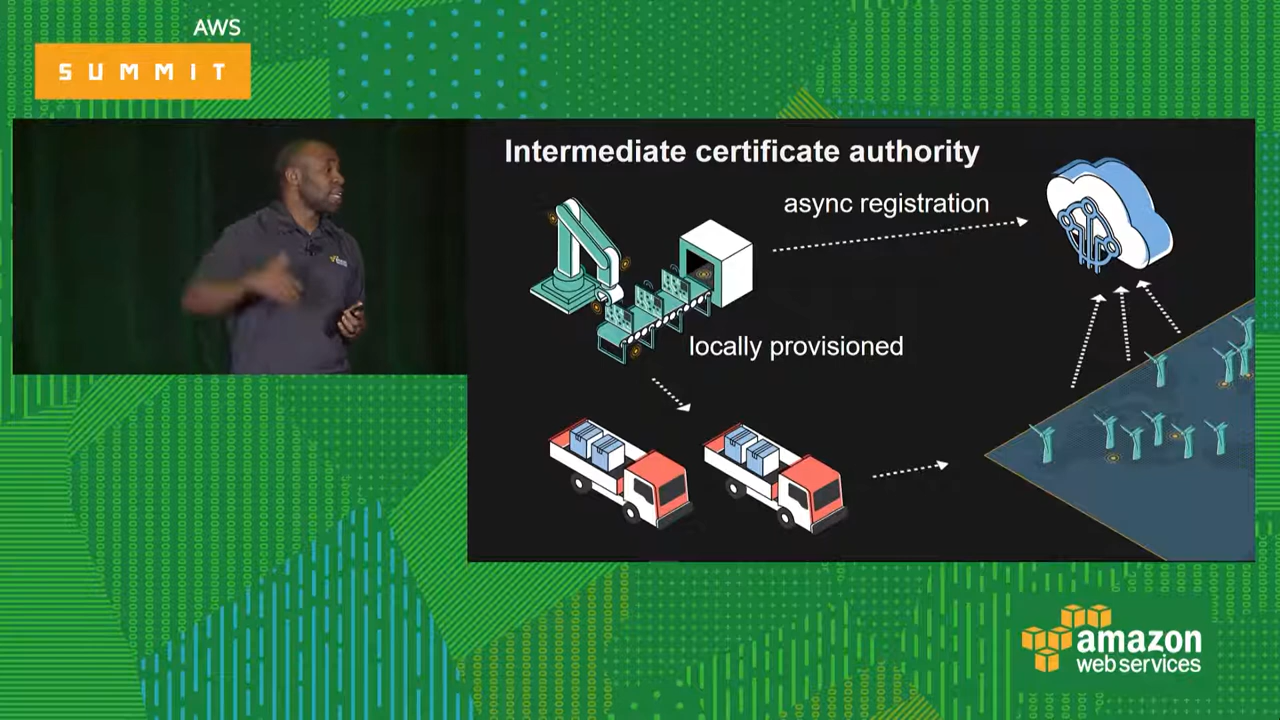 AWS
SUMMIT
Intermediate certificate authority
async registration
locally provisioned
amazon
web services